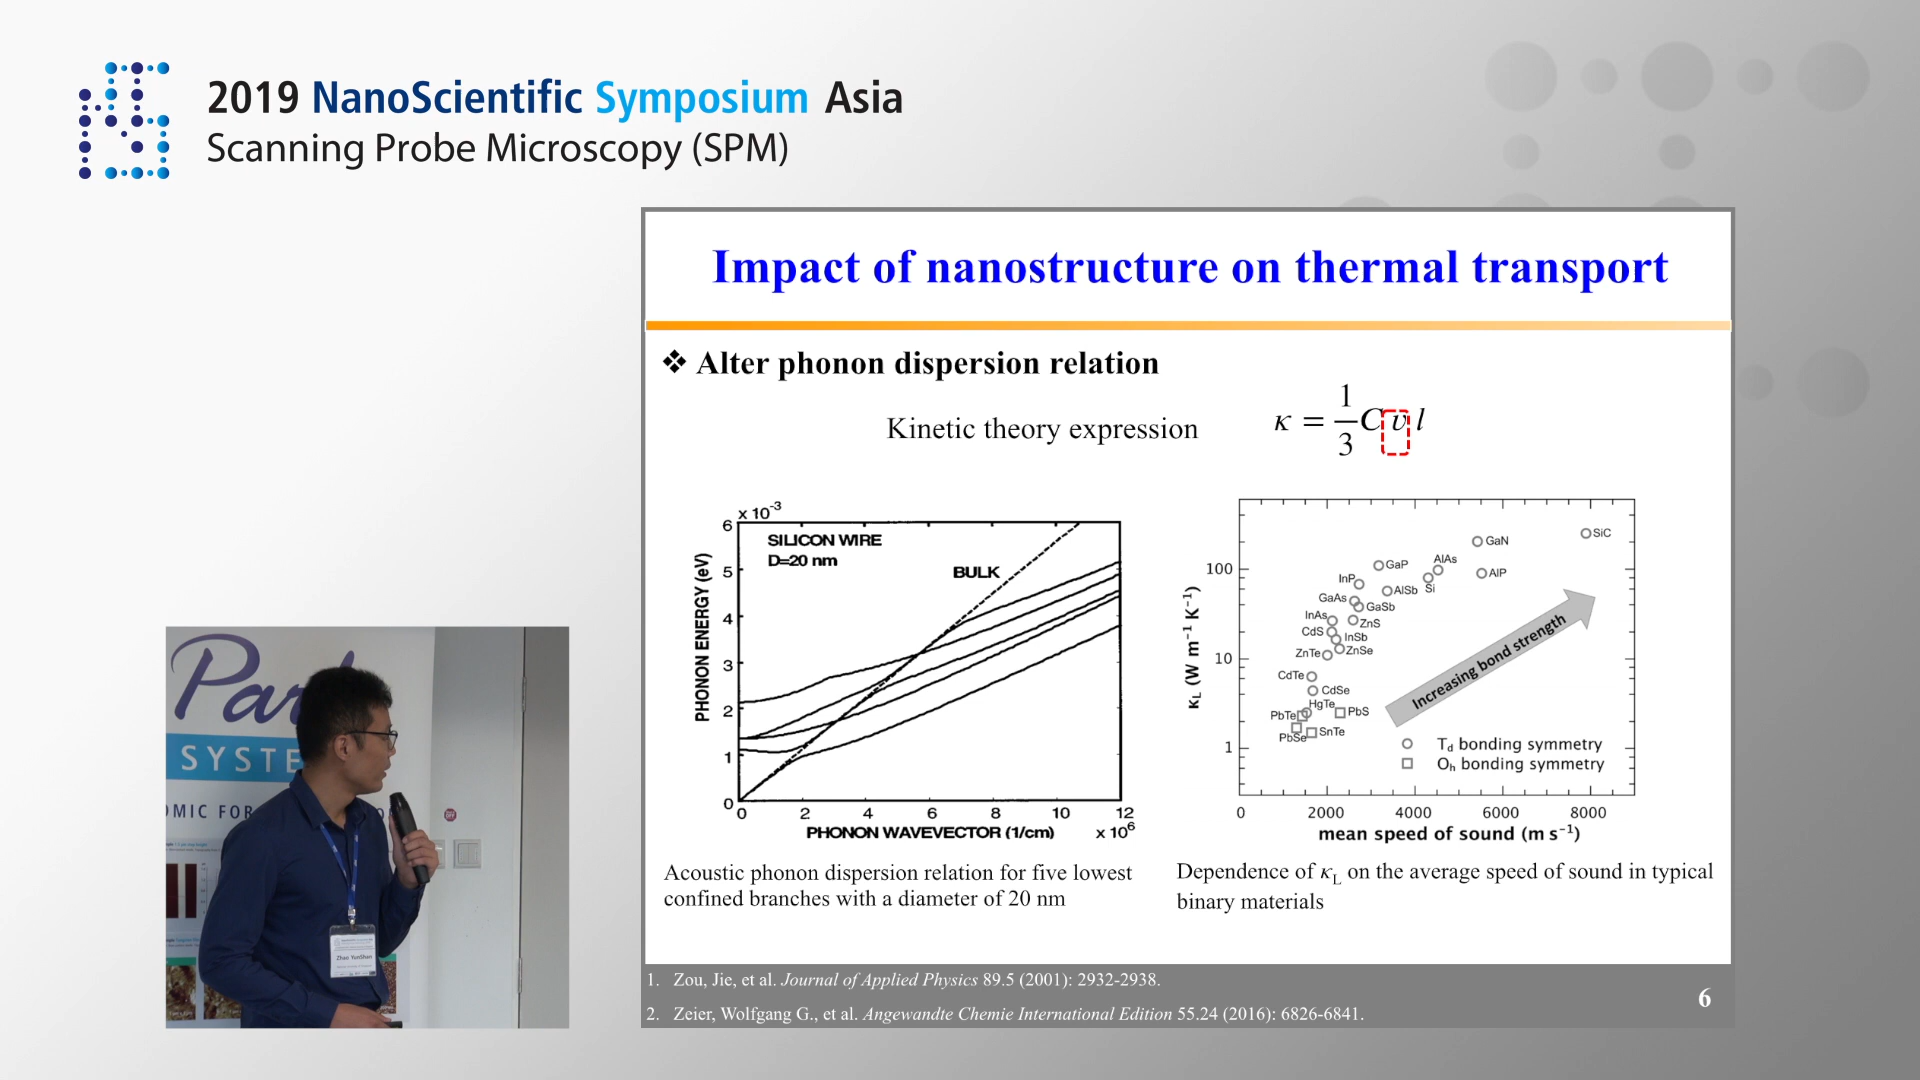 2019 NanoScientific Symposium Asia
Scanning Probe Microscopy (SPM)
Impact of nanostructure on thermal transport
❖ Alter phonon dispersion relation
Kinetic theory expression
κ = 1/3 C v l
x 10⁻³
SILICON WIRE
D=20 nm
BULK
PHONON ENERGY (eV)
6
5
4
3
2
1
0
0 2 4 6 8 10 12
PHONON WAVEVECTOR (1/cm) x 10⁶
Acoustic phonon dispersion relation for five lowest
confined branches with a diameter of 20 nm
κL (W m⁻¹ K⁻¹)
100
10
1
SiC
GaN
AlAs
GaP
AlP
InP
AlSb
Si
GaAs
GaSb
InAs
ZnS
CdS
InSb
ZnTe
ZnSe
CdTe
CdSe
HgTe
PbTe
PbS
PbSe
SnTe
Increasing bond strength
Td bonding symmetry
Oh bonding symmetry
0 2000 4000 6000 8000
mean speed of sound (m s⁻¹)
Dependence of κL on the average speed of sound in typical
binary materials
1. Zou, Jie, et al. Journal of Applied Physics 89.5 (2001): 2932-2938.
2. Zeier, Wolfgang G., et al. Angewandte Chemie International Edition 55.24 (2016): 6826-6841.
6
Par
SYSTE
OMIC FOR
Zhao YunShan